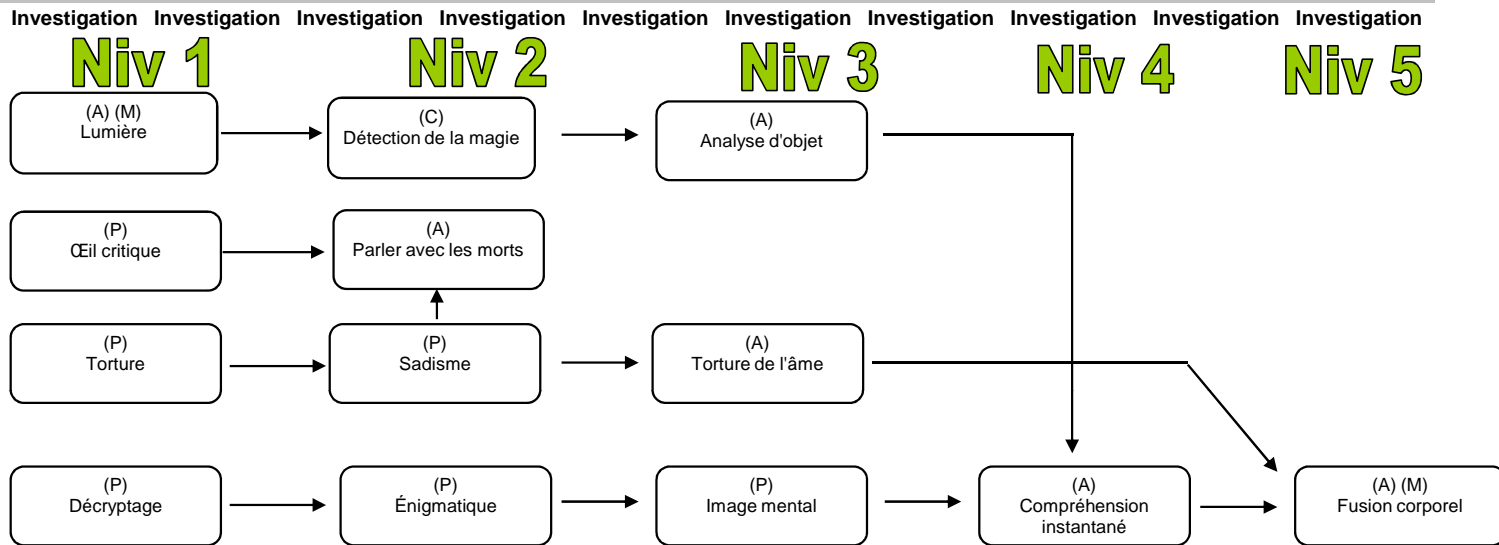 Investigation Investigation Investigation Investigation Investigation Investigation Investigation Investigation Investigation Investigation
Niv 1 Niv 2 Niv 3 Niv 4 Niv 5
(A) (M)
Lumière
(C)
Détection de la magie
(A)
Analyse d'objet
(P)
Œil critique
(A)
Parler avec les morts
(P)
Torture
(P)
Sadisme
(A)
Torture de l'âme
(P)
Décryptage
(P)
Énigmatique
(P)
Image mental
(A)
Compréhension
instantané
(A) (M)
Fusion corporel